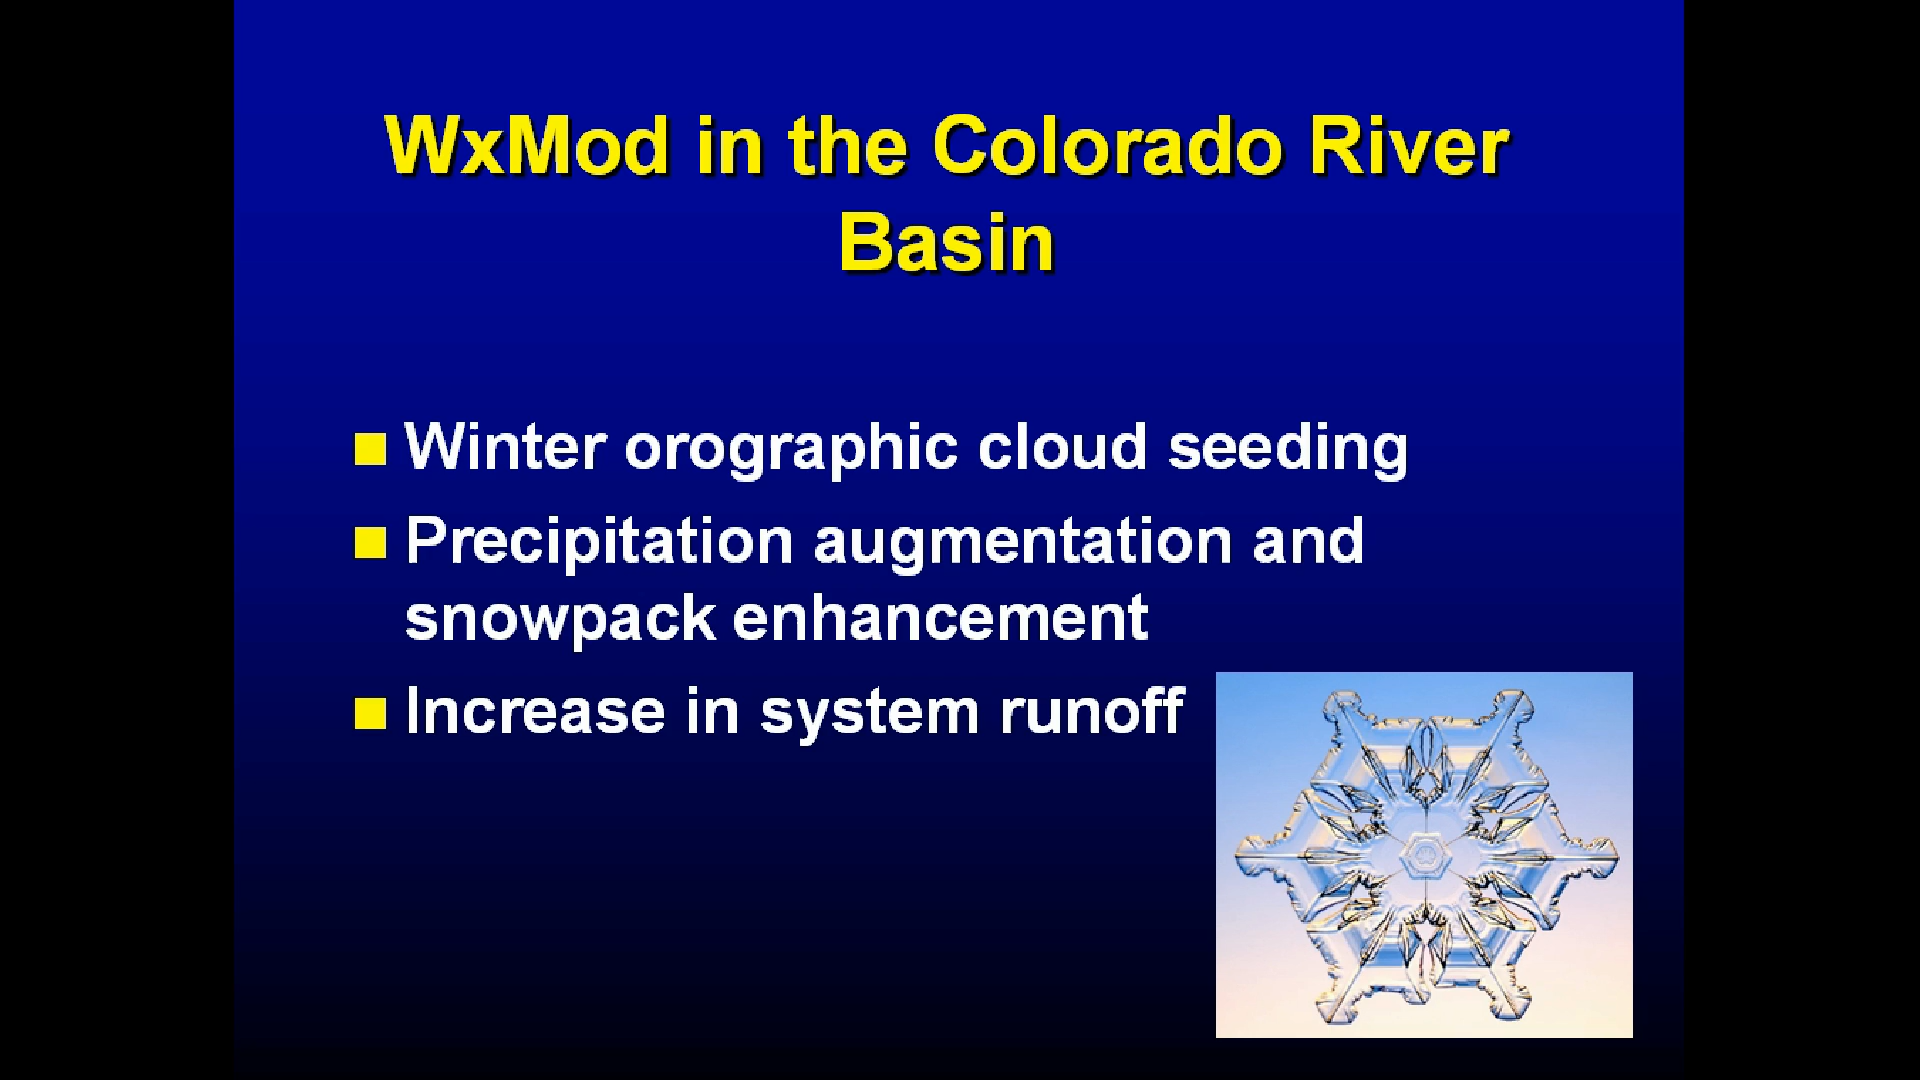 WxMod in the Colorado River
Basin
Winter orographic cloud seeding
Precipitation augmentation and
snowpack enhancement
Increase in system runoff